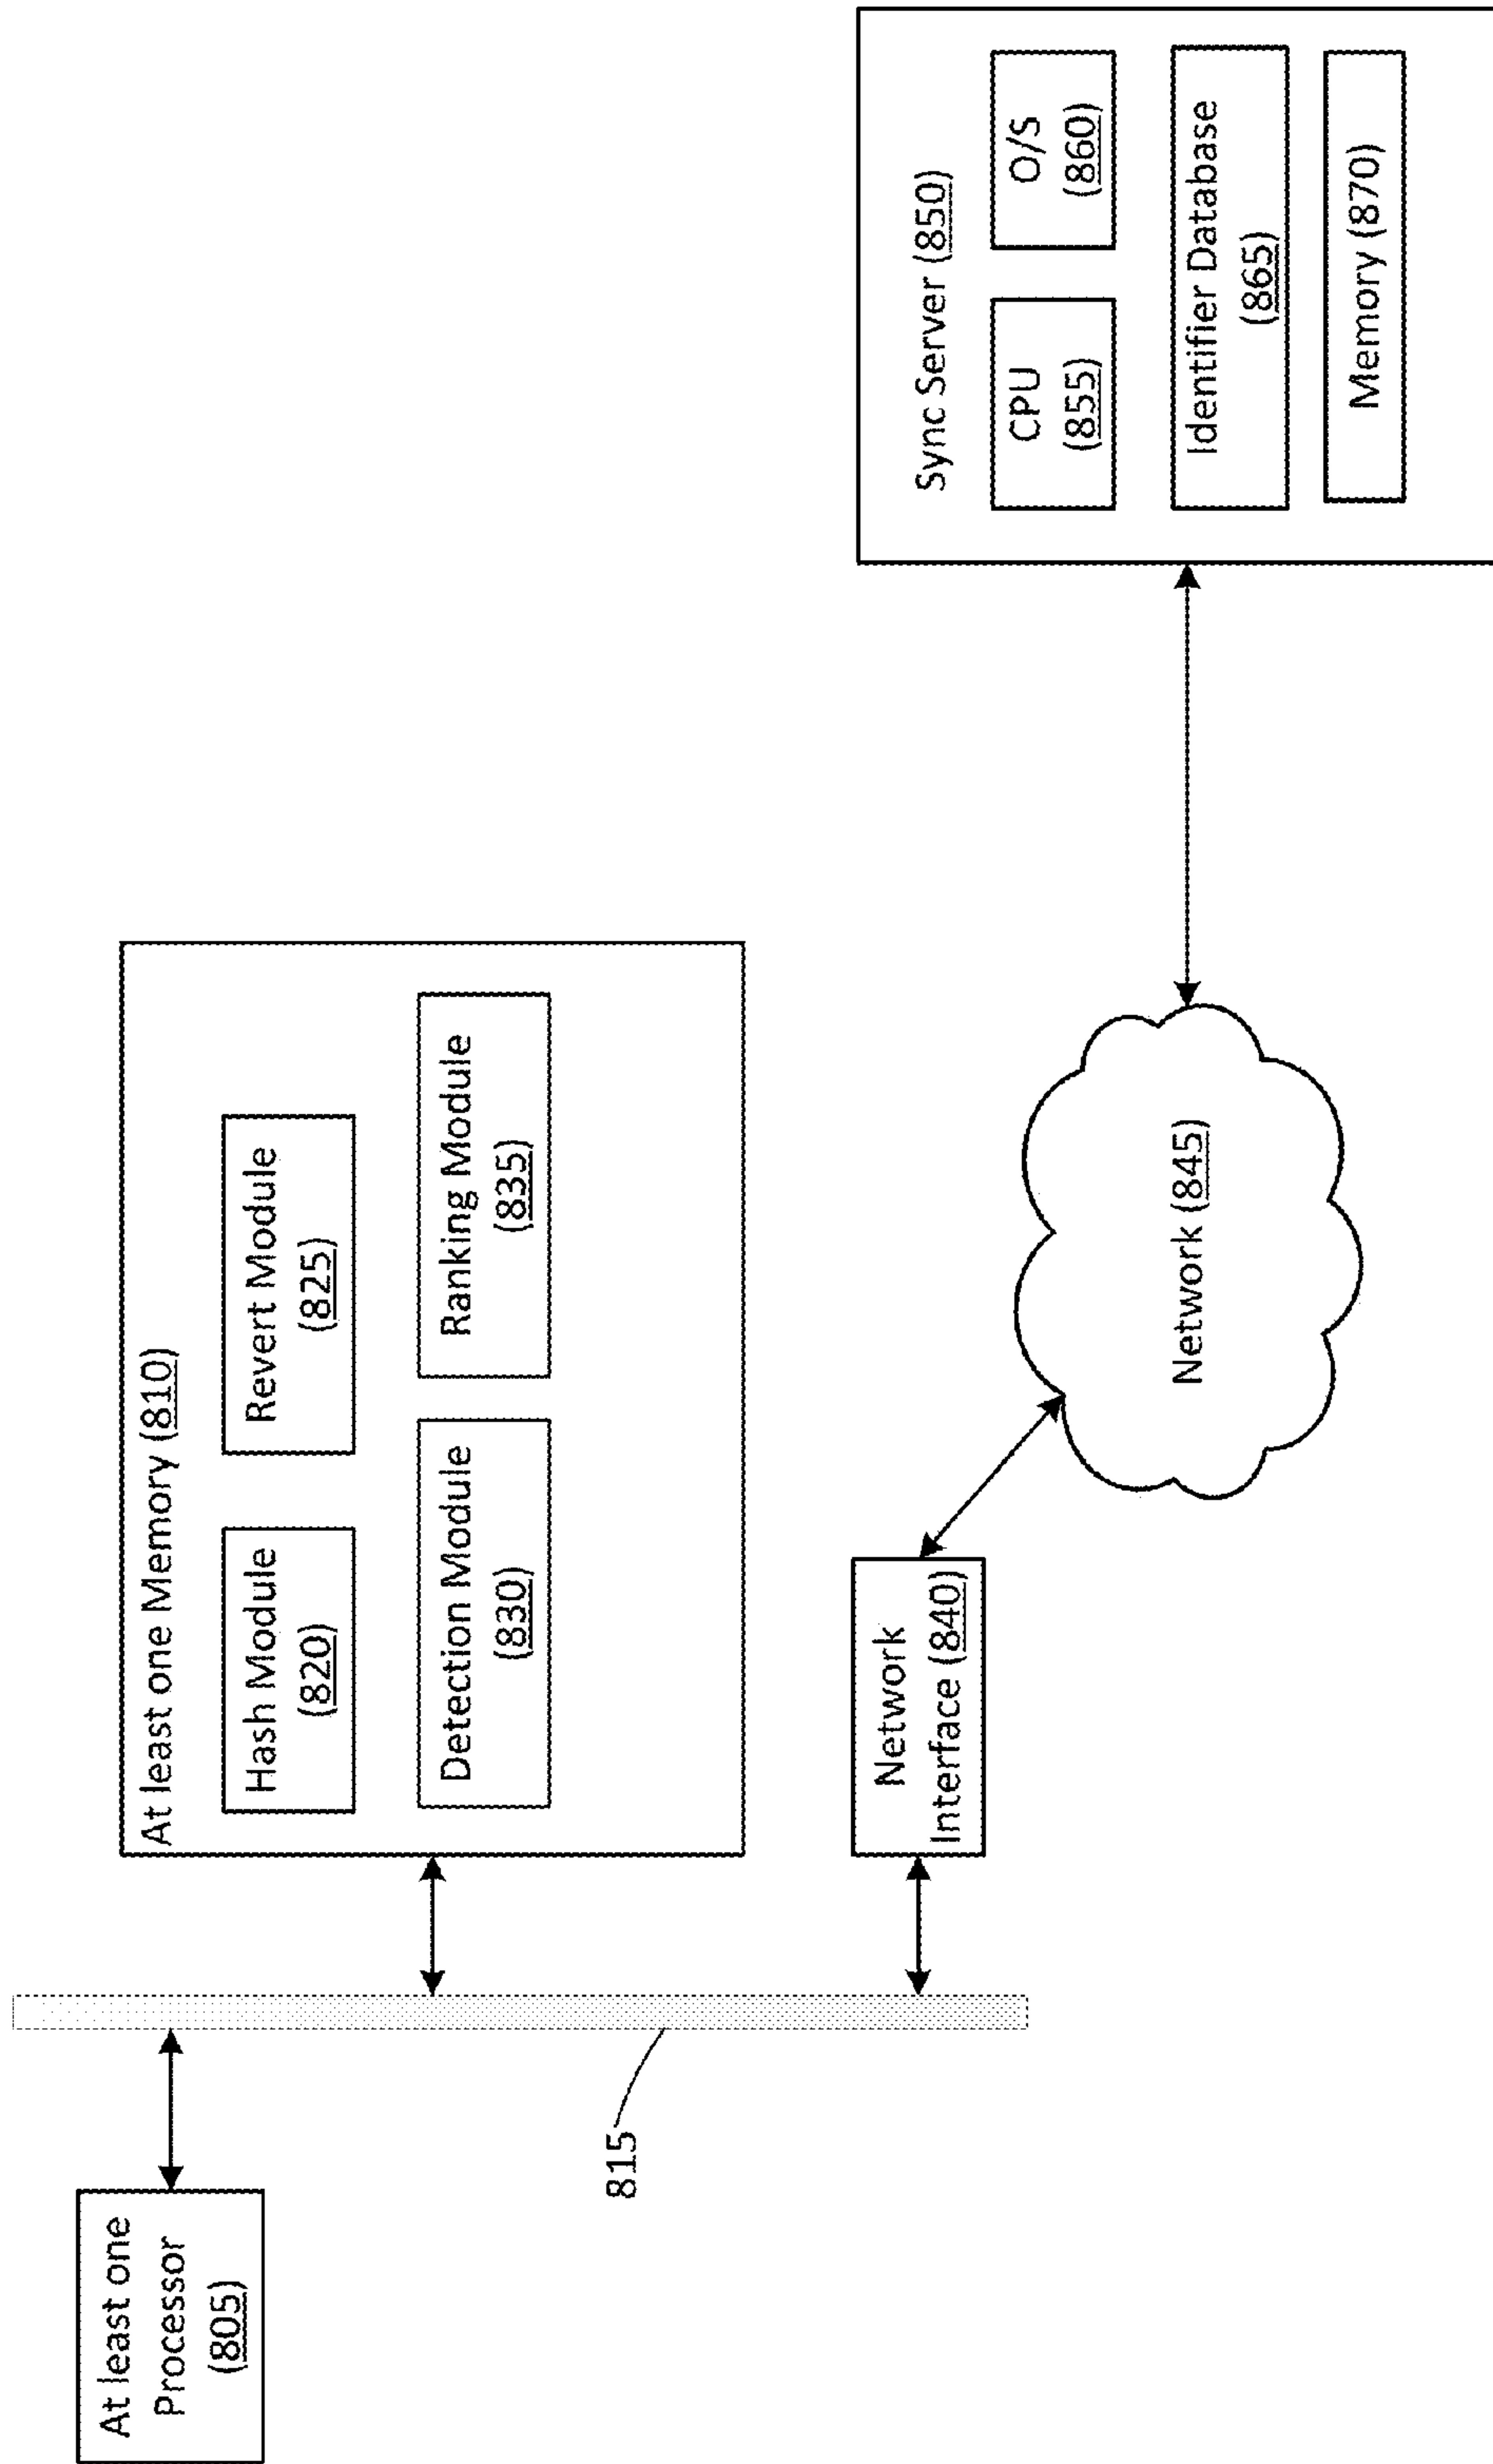 At least one
Processor
(805)
815
At least one Memory (810)
Hash Module
(820)
Revert Module
(825)
Detection Module
(830)
Ranking Module
(835)
Network
Interface (840)
Network (845)
Sync Server (850)
CPU
(855)
O/S
(860)
Identifier Database
(865)
Memory (870)